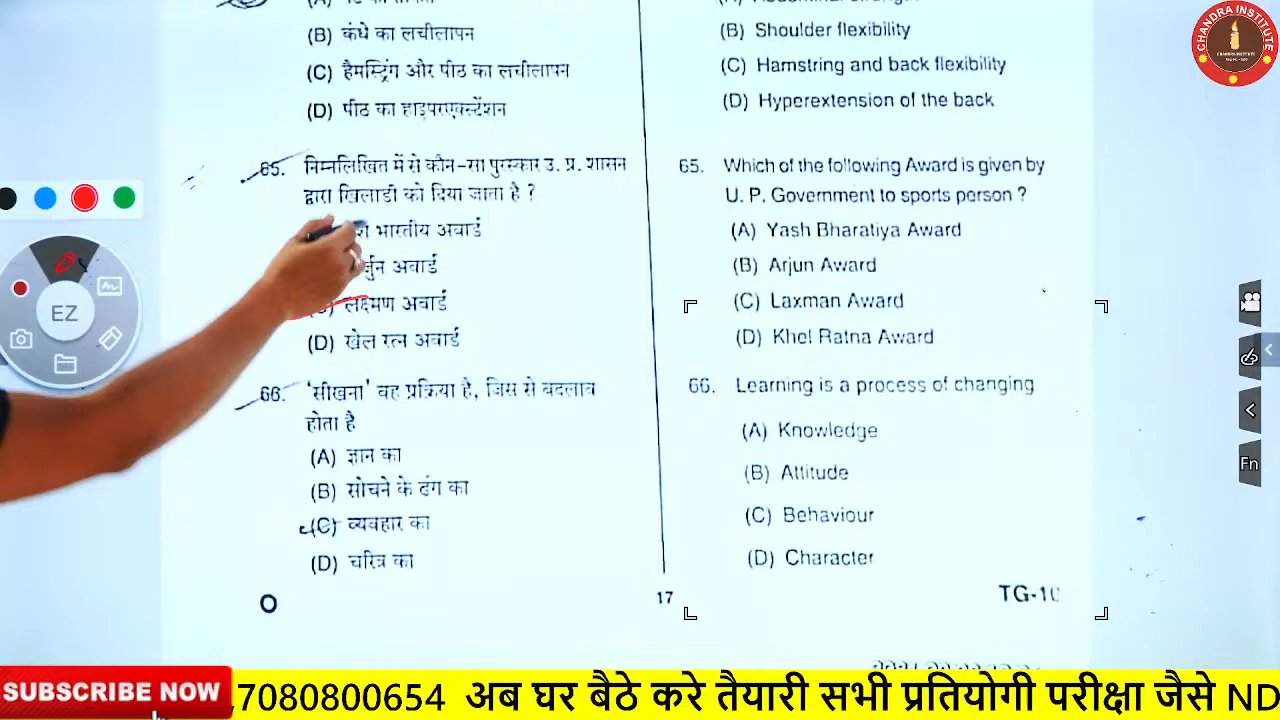 (B) कंधे का लचीलापन
(C) हैमस्ट्रिंग और पीठ का लचीलापन
(D) पीठ का हाइपरएक्स्टेंशन
65. निम्नलिखित में से कौन-सा पुरस्कार उ. प्र. शासन
द्वारा खिलाडी को दिया जाता है ?
भारतीय अवार्ड
अवार्ड
लक्ष्मण अवार्ड
(D) खेल रत्न अवार्ड
66. 'सीखना' वह प्रक्रिया है, जिस से बदलाव
होता है
(A) ज्ञान का
(B) सोचने के ढंग का
(C) व्यवहार का
(D) चरित्र का
(B) Shoulder flexibility
(C) Hamstring and back flexibility
(D) Hyperextension of the back
65. Which of the following Award is given by
U. P. Government to sports person ?
(A) Yash Bharatiya Award
(B) Arjun Award
(C) Laxman Award
(D) Khel Ratna Award
66. Learning is a process of changing
(A) Knowledge
(B) Attitude
(C) Behaviour
(D) Character
O
17
TG-10
CHANDRA INSTITUTE
EZ
Fn
SUBSCRIBE NOW
7080800654 अब घर बैठे करे तैयारी सभी प्रतियोगी परीक्षा जैसे ND